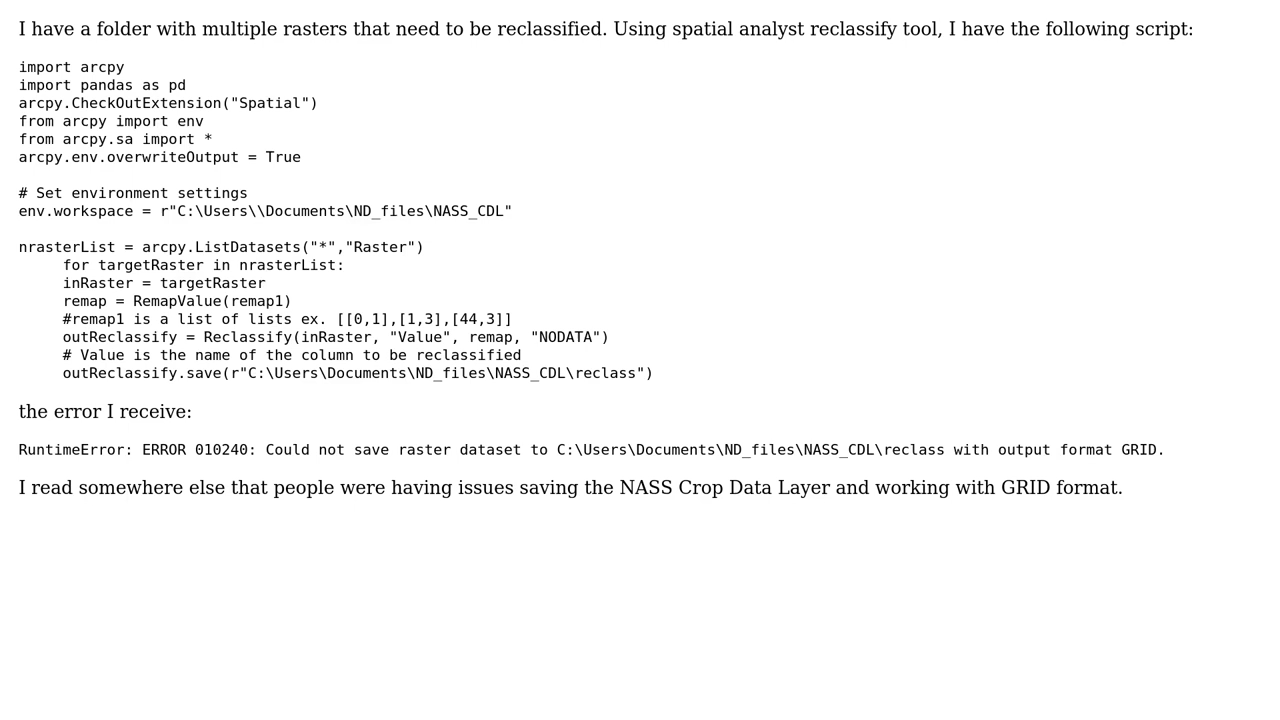 I have a folder with multiple rasters that need to be reclassified. Using spatial analyst reclassify tool, I have the following script:
import arcpy
import pandas as pd
arcpy.CheckOutExtension("Spatial")
from arcpy import env
from arcpy.sa import *
arcpy.env.overwriteOutput = True
# Set environment settings
env.workspace = r"C:\Users\\Documents\ND_files\NASS_CDL"
nrasterList = arcpy.ListDatasets("*","Raster")
     for targetRaster in nrasterList:
     inRaster = targetRaster
     remap = RemapValue(remap1)
     #remap1 is a list of lists ex. [[0,1],[1,3],[44,3]]
     outReclassify = Reclassify(inRaster, "Value", remap, "NODATA")
     # Value is the name of the column to be reclassified
     outReclassify.save(r"C:\Users\Documents\ND_files\NASS_CDL\reclass")
the error I receive:
RuntimeError: ERROR 010240: Could not save raster dataset to C:\Users\Documents\ND_files\NASS_CDL\reclass with output format GRID.
I read somewhere else that people were having issues saving the NASS Crop Data Layer and working with GRID format.